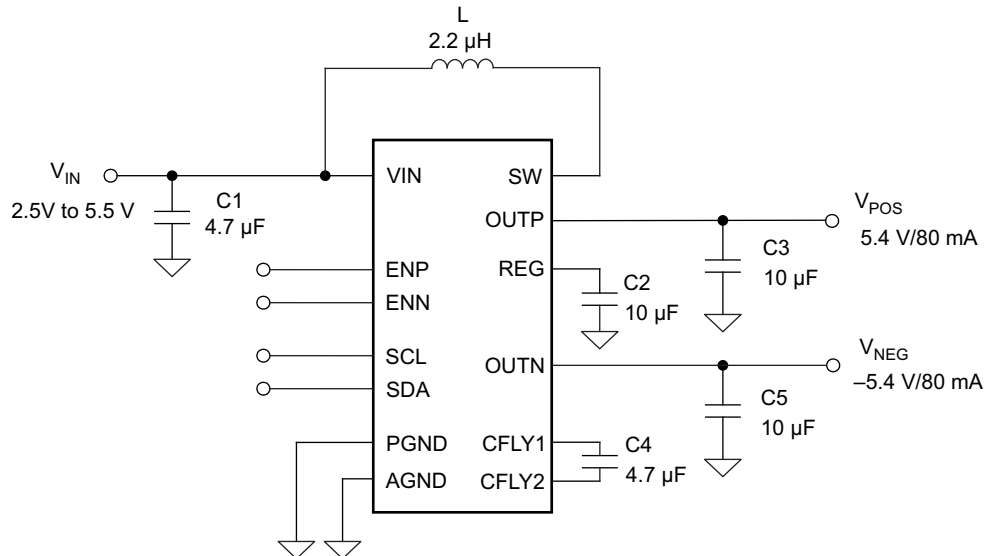 L
2.2 µH
VIN
SW
V_IN
2.5V to 5.5 V
C1
4.7 µF
OUTP
V_POS
5.4 V/80 mA
C3
10 µF
ENP
REG
C2
10 µF
ENN
SCL
OUTN
V_NEG
–5.4 V/80 mA
SDA
C5
10 µF
PGND
CFLY1
C4
4.7 µF
AGND
CFLY2